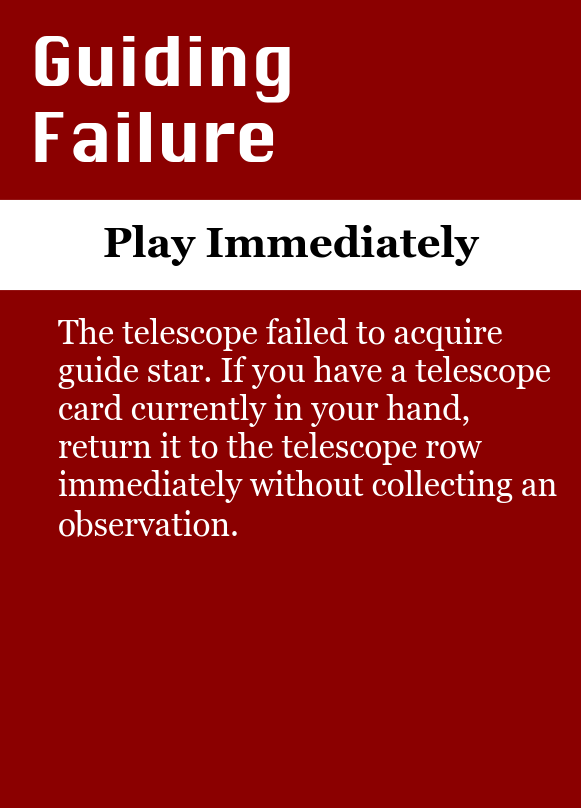 Guiding
Failure
Play Immediately
The telescope failed to acquire
guide star. If you have a telescope
card currently in your hand,
return it to the telescope row
immediately without collecting an
observation.